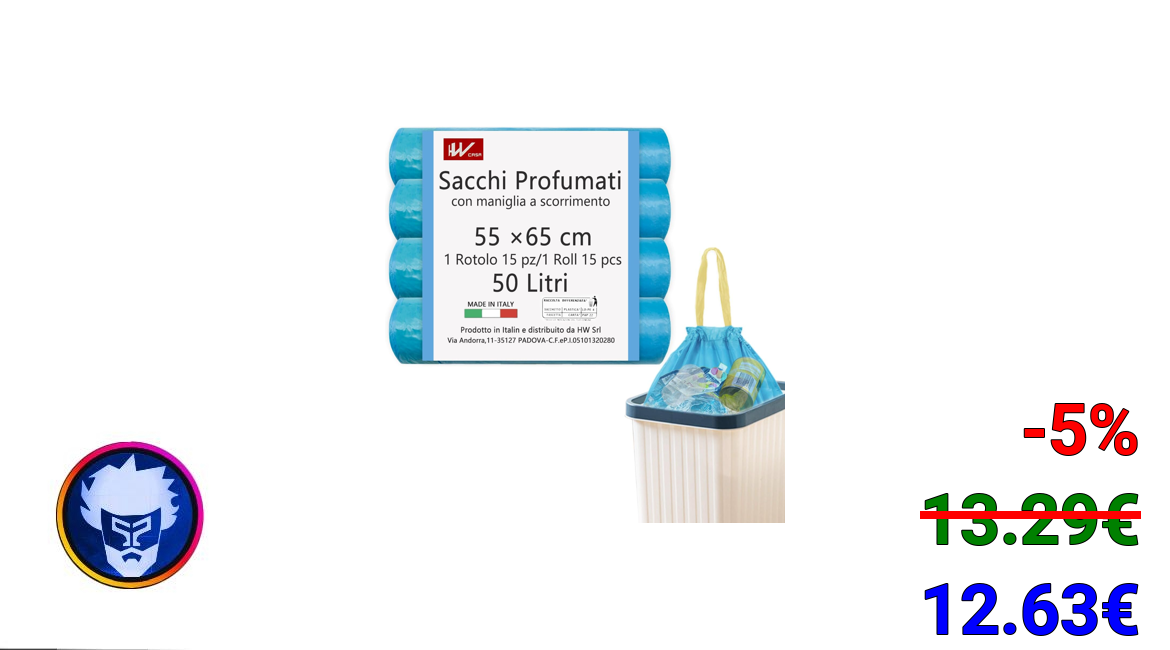 HW CASA
Sacchi Profumati
con maniglia a scorrimento
55 ×65 cm
1 Rotolo 15 pz/1 Roll 15 pcs
50 Litri
MADE IN ITALY
RACCOLTA DIFFERENZIATA
Prodotto in Italin e distribuito da HW Srl
Via Andorra,11-35127 PADOVA-C.F.eP.I.05101320280
-5%
13.29€
12.63€